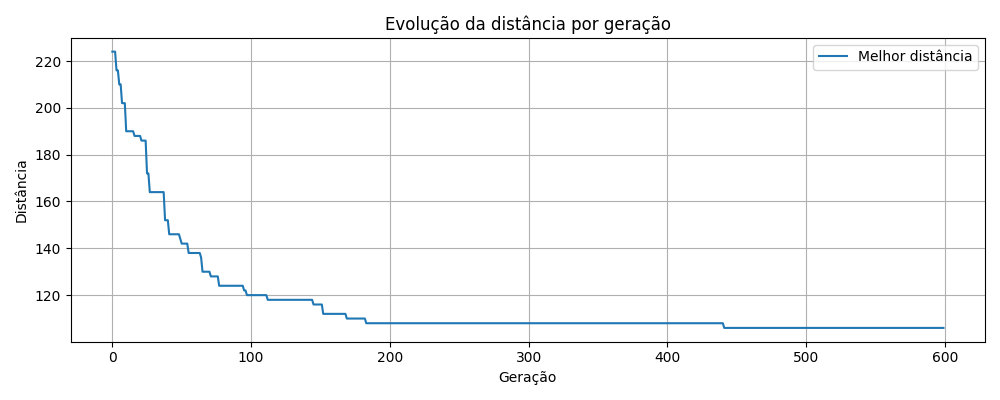 Evolução da distância por geração
Melhor distância
Distância
220
200
180
160
140
120
0 100 200 300 400 500 600
Geração